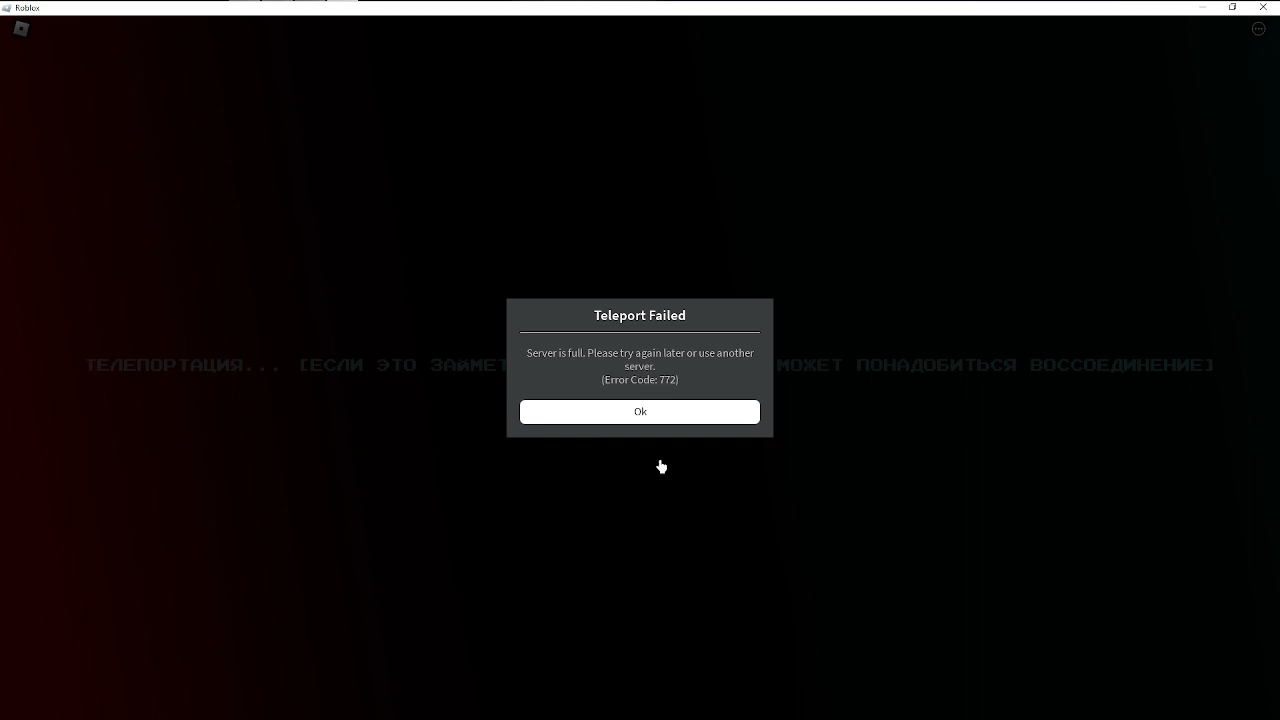 Roblox
Teleport Failed
Server is full. Please try again later or use another
server.
(Error Code: 772)
Ok
ТЕЛЕПОРТАЦИЯ... [ЕСЛИ ЭТО ЗАЙМЕТ МОЖЕТ ПОНАДОБИТЬСЯ ВОССОЕДИНЕНИЕ]